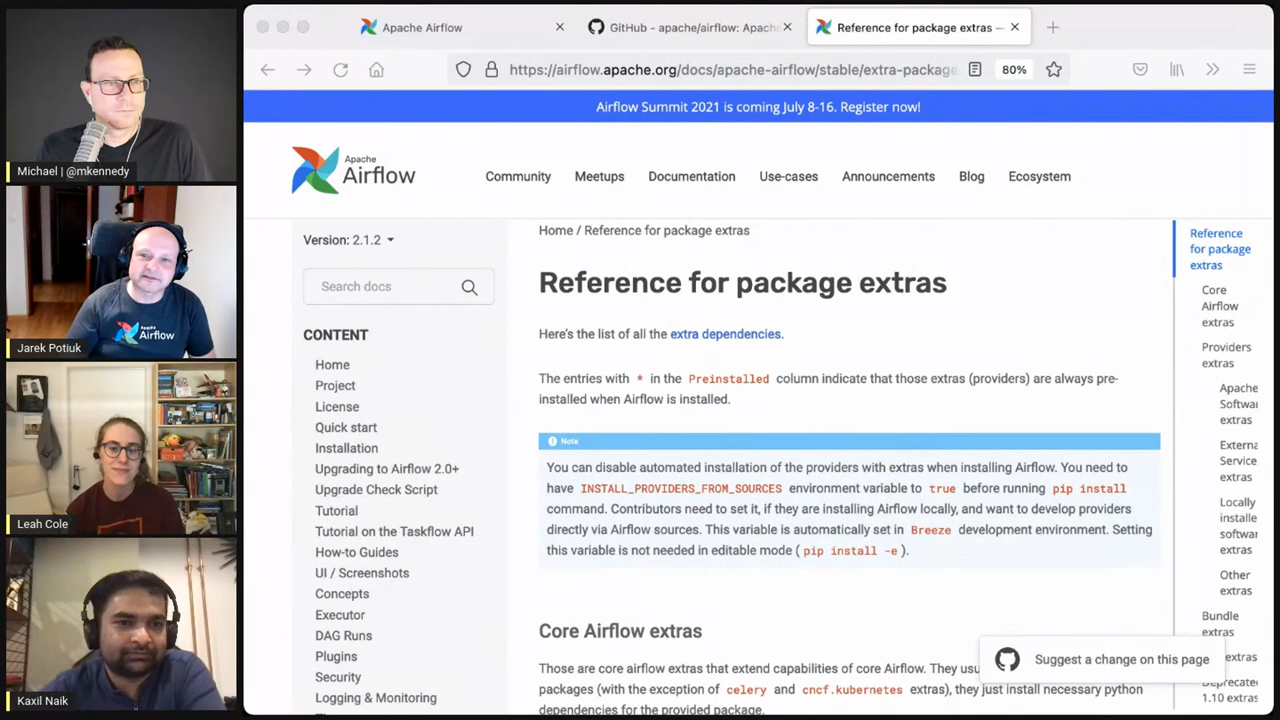 Michael | @mkennedy
Jarek Potiuk
Apache
Airflow
Leah Cole
Kaxil Naik
Apache Airflow
GitHub - apache/airflow: Apache
Reference for package extras —
https://airflow.apache.org/docs/apache-airflow/stable/extra-package
80%
Airflow Summit 2021 is coming July 8-16. Register now!
Apache
Airflow
Community
Meetups
Documentation
Use-cases
Announcements
Blog
Ecosystem
Version: 2.1.2
Search docs
CONTENT
Home
Project
License
Quick start
Installation
Upgrading to Airflow 2.0+
Upgrade Check Script
Tutorial
Tutorial on the Taskflow API
How-to Guides
UI / Screenshots
Concepts
Executor
DAG Runs
Plugins
Security
Logging & Monitoring
Home / Reference for package extras
Reference for package extras
Here's the list of all the extra dependencies.
The entries with * in the Preinstalled column indicate that those extras (providers) are always pre-
installed when Airflow is installed.
Note
You can disable automated installation of the providers with extras when installing Airflow. You need to
have INSTALL_PROVIDERS_FROM_SOURCES environment variable to true before running pip install
command. Contributors need to set it, if they are installing Airflow locally, and want to develop providers
directly via Airflow sources. This variable is automatically set in Breeze development environment. Setting
this variable is not needed in editable mode ( pip install -e ).
Core Airflow extras
Those are core airflow extras that extend capabilities of core Airflow. They usu
packages (with the exception of celery and cncf.kubernetes extras), they just install necessary python
dependencies for the provided package.
Reference
for package
extras
Core
Airflow
extras
Providers
extras
Apache
Softwar
extras
Externa
Service
extras
Locally
installe
softwar
extras
Other
extras
Bundle
extras
extras
Deprecate
1.10 extras
Suggest a change on this page